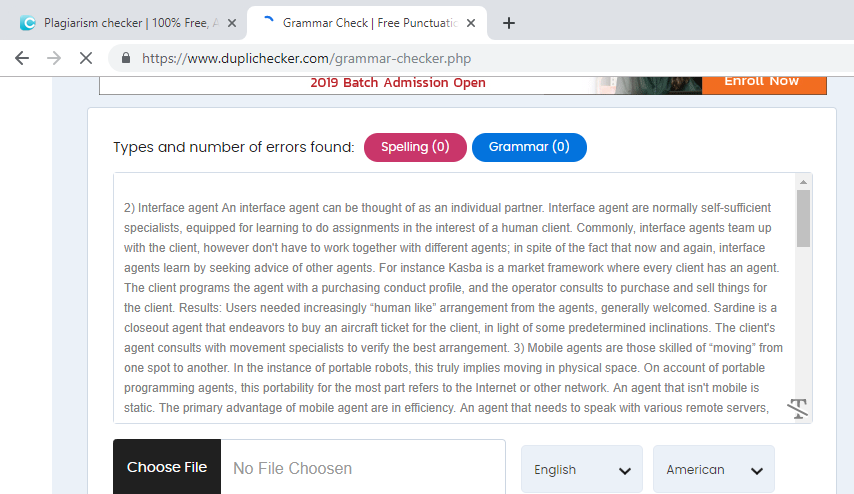 Plagiarism checker | 100% Free, A
Grammar Check | Free Punctuatio
https://www.duplichecker.com/grammar-checker.php
2019 Batch Admission Open
Enroll Now
Types and number of errors found: Spelling (0) Grammar (0)
2) Interface agent An interface agent can be thought of as an individual partner. Interface agent are normally self-sufficient
specialists, equipped for learning to do assignments in the interest of a human client. Commonly, interface agents team up
with the client, however don't have to work together with different agents; in spite of the fact that now and again, interface
agents learn by seeking advice of other agents. For instance Kasba is a market framework where every client has an agent.
The client programs the agent with a purchasing conduct profile, and the operator consults to purchase and sell things for
the client. Results: Users needed increasingly “human like” arrangement from the agents, generally welcomed. Sardine is a
closeout agent that endeavors to buy an aircraft ticket for the client, in light of some predetermined inclinations. The client's
agent consults with movement specialists to verify the best arrangement. 3) Mobile agents are those skilled of “moving” from
one spot to another. In the instance of portable robots, this truly implies moving in physical space. On account of portable
programming agents, this portability for the most part refers to the Internet or other network. An agent that isn't mobile is
static. The primary advantage of mobile agent are in efficiency. An agent that needs to speak with various remote servers,
Choose File No File Choosen English American